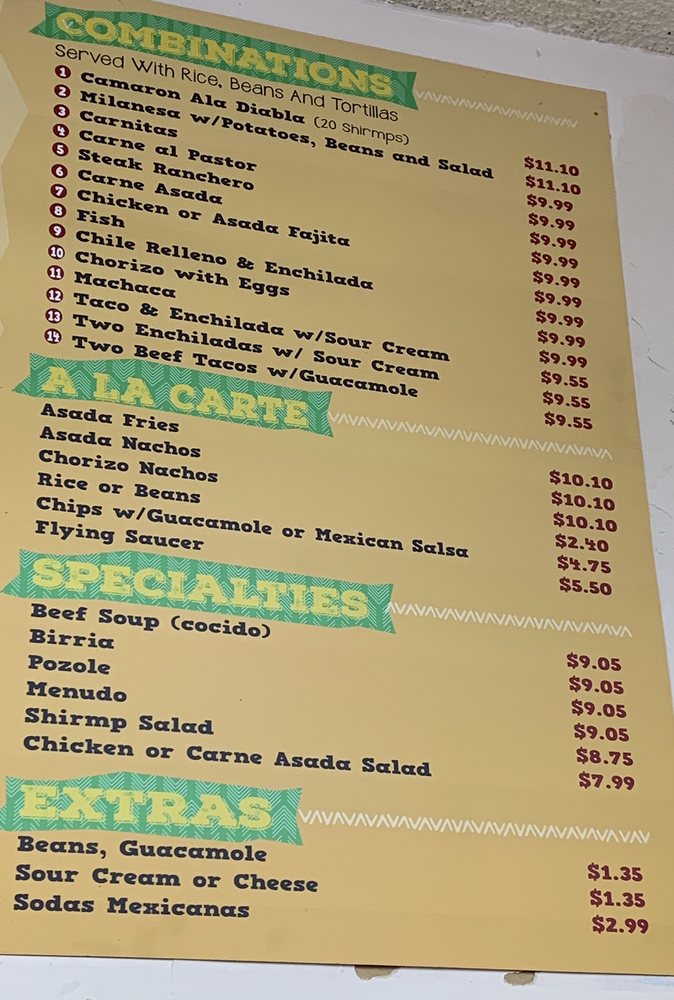 COMBINATIONS
Served With Rice, Beans And Tortillas
1 Camaron Ala Diabla (20 Shirmps) $11.10
2 Milanesa w/Potatoes, Beans and Salad $11.10
3 Carnitas $9.99
4 Carne al Pastor $9.99
5 Steak Ranchero $9.99
6 Carne Asada $9.99
7 Chicken or Asada Fajita $9.99
8 Fish $9.99
9 Chile Relleno & Enchilada $9.99
10 Chorizo with Eggs $9.99
11 Machaca $9.99
12 Taco & Enchilada w/Sour Cream $9.55
13 Two Enchiladas w/ Sour Cream $9.55
14 Two Beef Tacos w/Guacamole $9.55
A LA CARTE
Asada Fries $10.10
Asada Nachos $10.10
Chorizo Nachos $10.10
Rice or Beans $2.40
Chips w/Guacamole or Mexican Salsa $4.75
Flying Saucer $5.50
SPECIALTIES
Beef Soup (cocido) $9.05
Birria $9.05
Pozole $9.05
Menudo $9.05
Shirmp Salad $8.75
Chicken or Carne Asada Salad $7.99
EXTRAS
Beans, Guacamole $1.35
Sour Cream or Cheese $1.35
Sodas Mexicanas $2.99